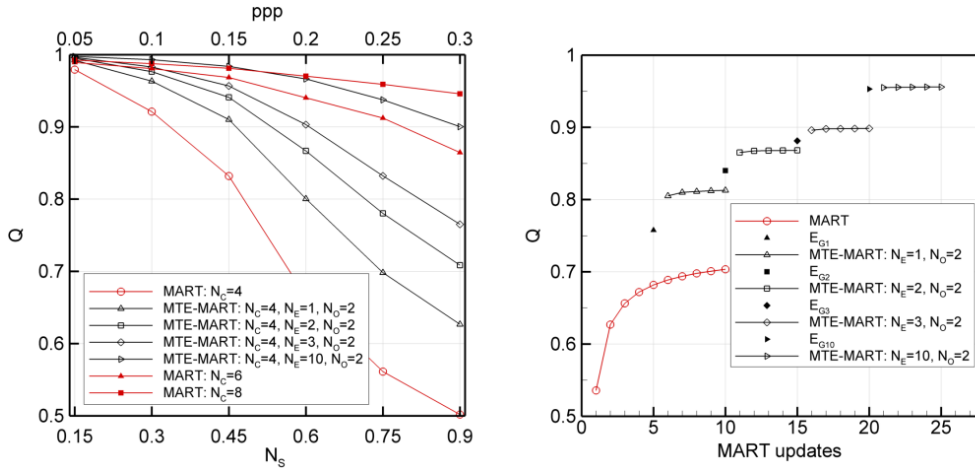 ppp
0.05 0.1 0.15 0.2 0.25 0.3
1
0.9
0.8
0.7
0.6
0.5
Q
MART: N_C=4
MTE-MART: N_C=4, N_E=1, N_O=2
MTE-MART: N_C=4, N_E=2, N_O=2
MTE-MART: N_C=4, N_E=3, N_O=2
MTE-MART: N_C=4, N_E=10, N_O=2
MART: N_C=6
MART: N_C=8
0.15 0.3 0.45 0.6 0.75 0.9
N_S
1
0.9
0.8
0.7
0.6
0.5
Q
MART
E_G1
MTE-MART: N_E=1, N_O=2
E_G2
MTE-MART: N_E=2, N_O=2
E_G3
MTE-MART: N_E=3, N_O=2
E_G10
MTE-MART: N_E=10, N_O=2
0 5 10 15 20 25
MART updates